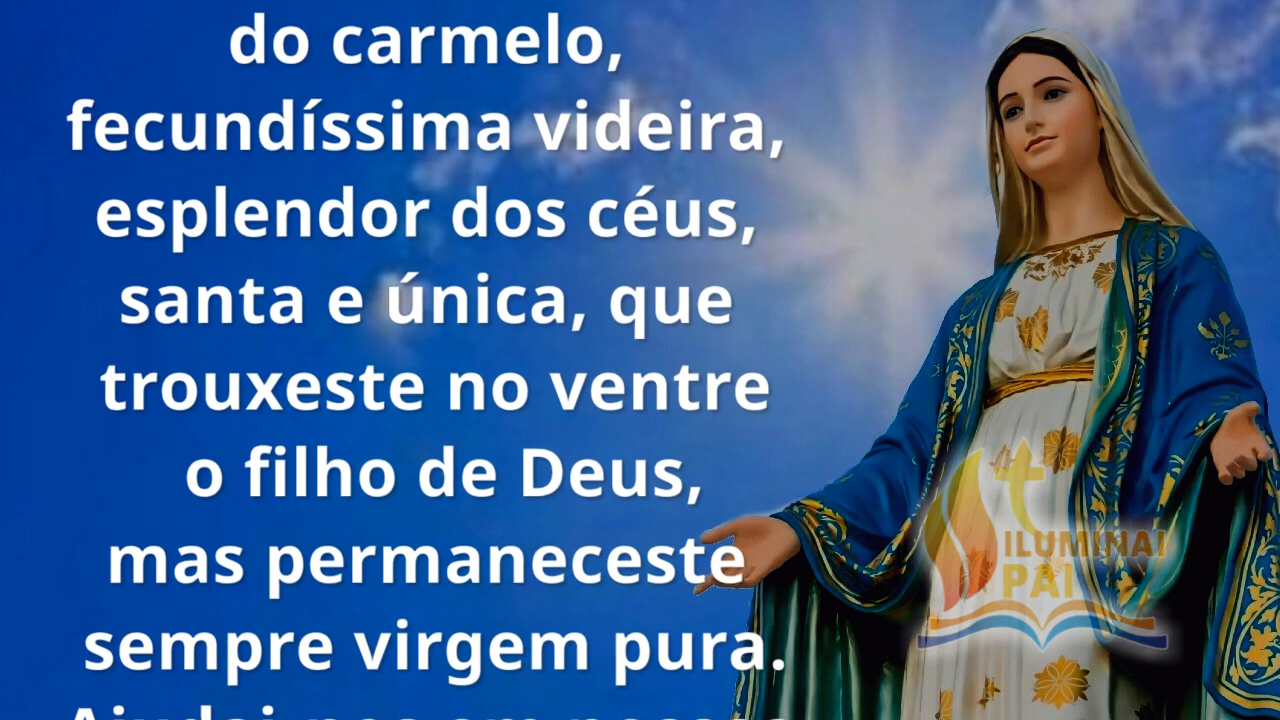 do carmelo,
fecundíssima videira,
esplendor dos céus,
santa e única, que
trouxeste no ventre
o filho de Deus,
mas permaneceste
sempre virgem pura.
ILUMINAI
PAI